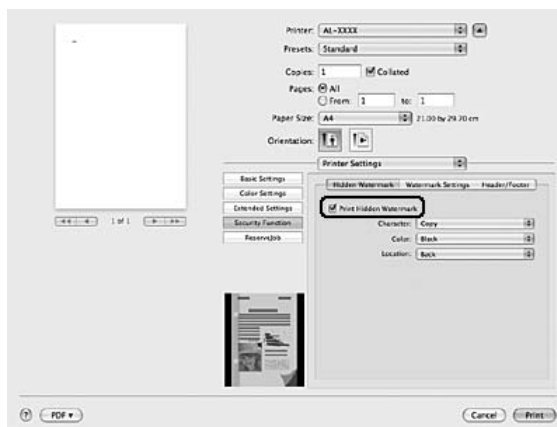 Printer: AL-XXXX
Presets: Standard
Copies: 1 Collated
Pages: All
From: 1 to: 1
Paper Size: A4 21.00 by 29.70 cm
Orientation:
Printer Settings
Basic Settings
Color Settings
Extended Settings
Security Function
ReserveJob
Hidden Watermark Watermark Settings Header/Footer
Print Hidden Watermark
Character: Copy
Color: Black
Location: Back
1 of 1
? PDF Cancel Print